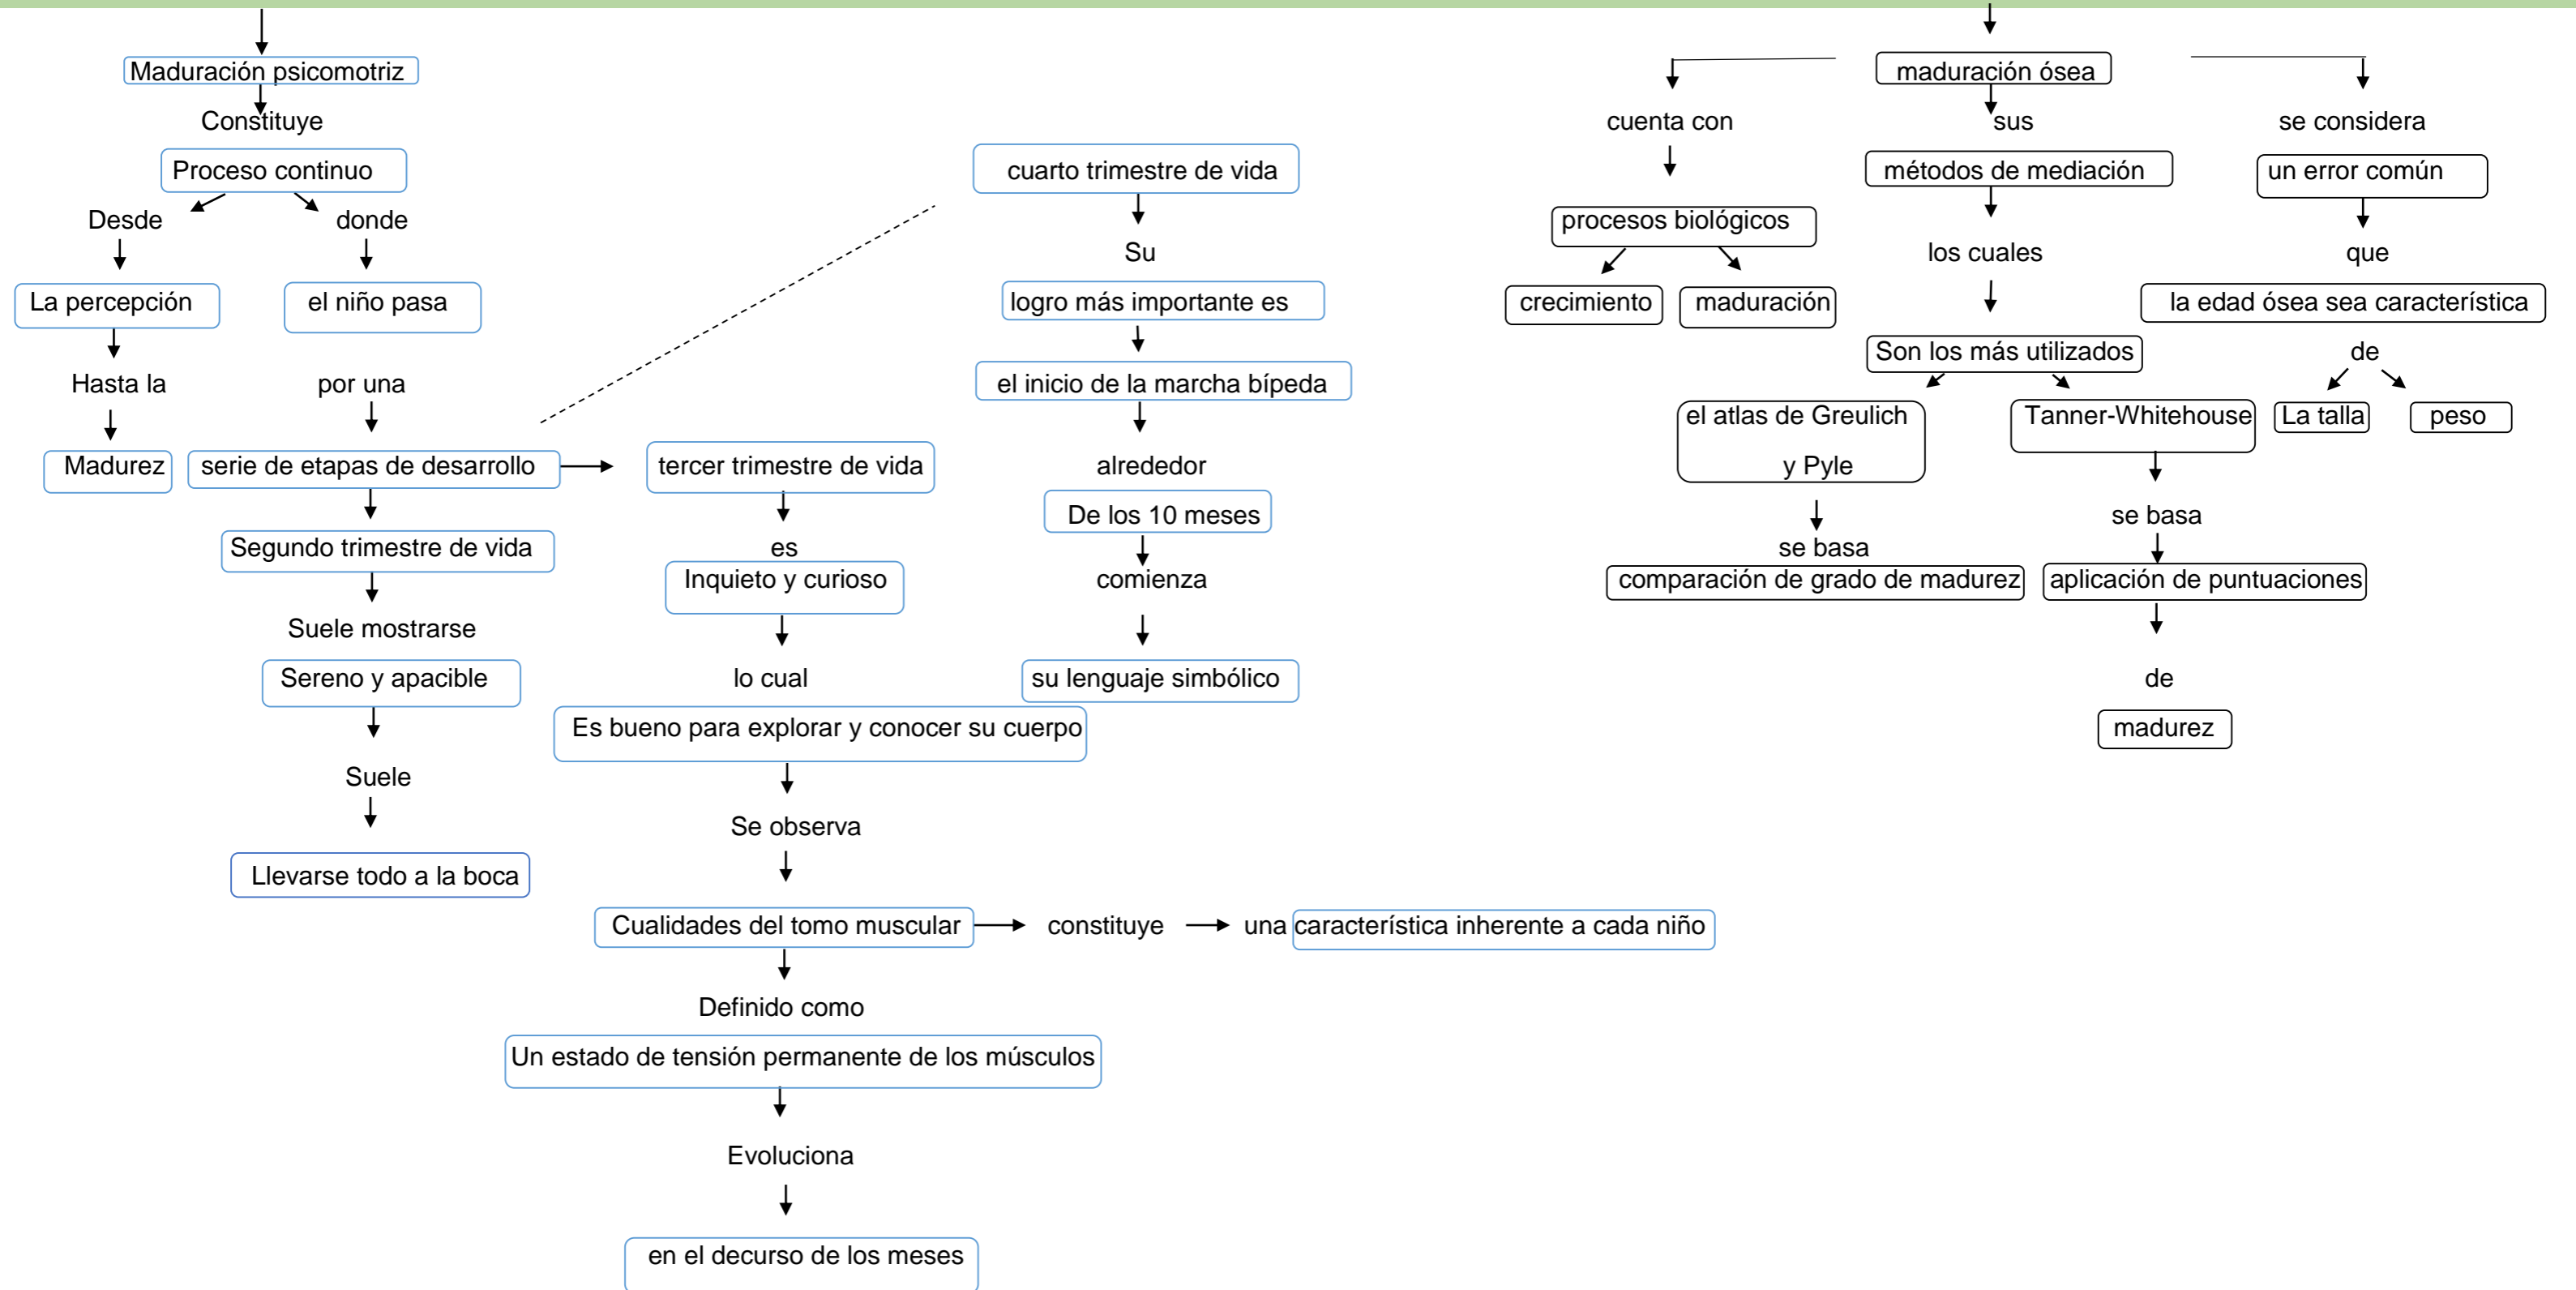 Maduración psicomotriz
Constituye
Proceso continuo
Desde
donde
La percepción
el niño pasa
Hasta la
por una
Madurez
serie de etapas de desarrollo
Segundo trimestre de vida
Suele mostrarse
Sereno y apacible
Suele
Llevarse todo a la boca
tercer trimestre de vida
es
Inquieto y curioso
lo cual
Es bueno para explorar y conocer su cuerpo
Se observa
Cualidades del tomo muscular
constituye
una característica inherente a cada niño
Definido como
Un estado de tensión permanente de los músculos
Evoluciona
en el decurso de los meses
cuarto trimestre de vida
Su
logro más importante es
el inicio de la marcha bípeda
alrededor
De los 10 meses
comienza
su lenguaje simbólico
maduración ósea
cuenta con
procesos biológicos
crecimiento
maduración
sus
métodos de mediación
los cuales
Son los más utilizados
el atlas de Greulich
y Pyle
se basa
comparación de grado de madurez
Tanner-Whitehouse
se basa
aplicación de puntuaciones
de
madurez
se considera
un error común
que
la edad ósea sea característica
de
La talla
peso